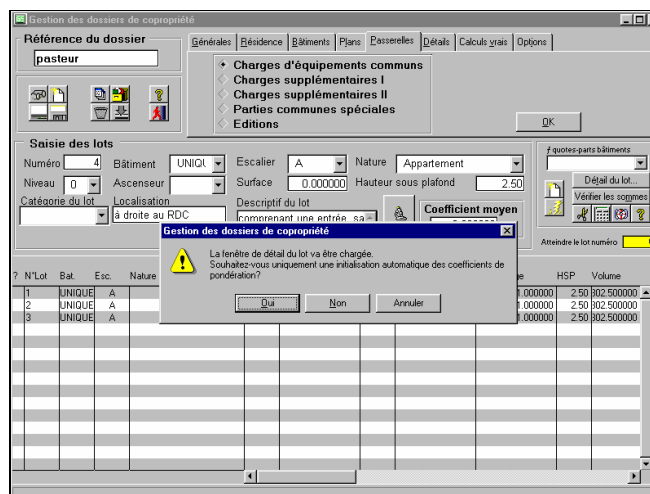 Gestion des dossiers de copropriété
Référence du dossier
pasteur
Générales Résidence Bâtiments Plans Passerelles Détails Calculs vrais Options
Charges d'équipements communs
Charges supplémentaires I
Charges supplémentaires II
Parties communes spéciales
Editions
OK
Saisie des lots
Numéro 4 Bâtiment UNIQU Escalier A Nature Appartement
Niveau 0 Ascenseur Surface 0.000000 Hauteur sous plafond 2.50
Catégorie du lot Localisation Descriptif du lot
à droite au RDC comprenant une entrée, sa
Coefficient moyen
ƒ quotes-parts bâtiments
Détail du lot...
Vérifier les sommes
Atteindre le lot numéro
Gestion des dossiers de copropriété
La fenêtre de détail du lot va être chargée.
Souhaitez-vous uniquement une initialisation automatique des coefficients de
pondération?
Oui Non Annuler
? N°Lot Bat. Esc. Nature HSP Volume
1 UNIQUE A 1.000000 2.50 302.500000
2 UNIQUE A 1.000000 2.50 302.500000
3 UNIQUE A 1.000000 2.50 302.500000